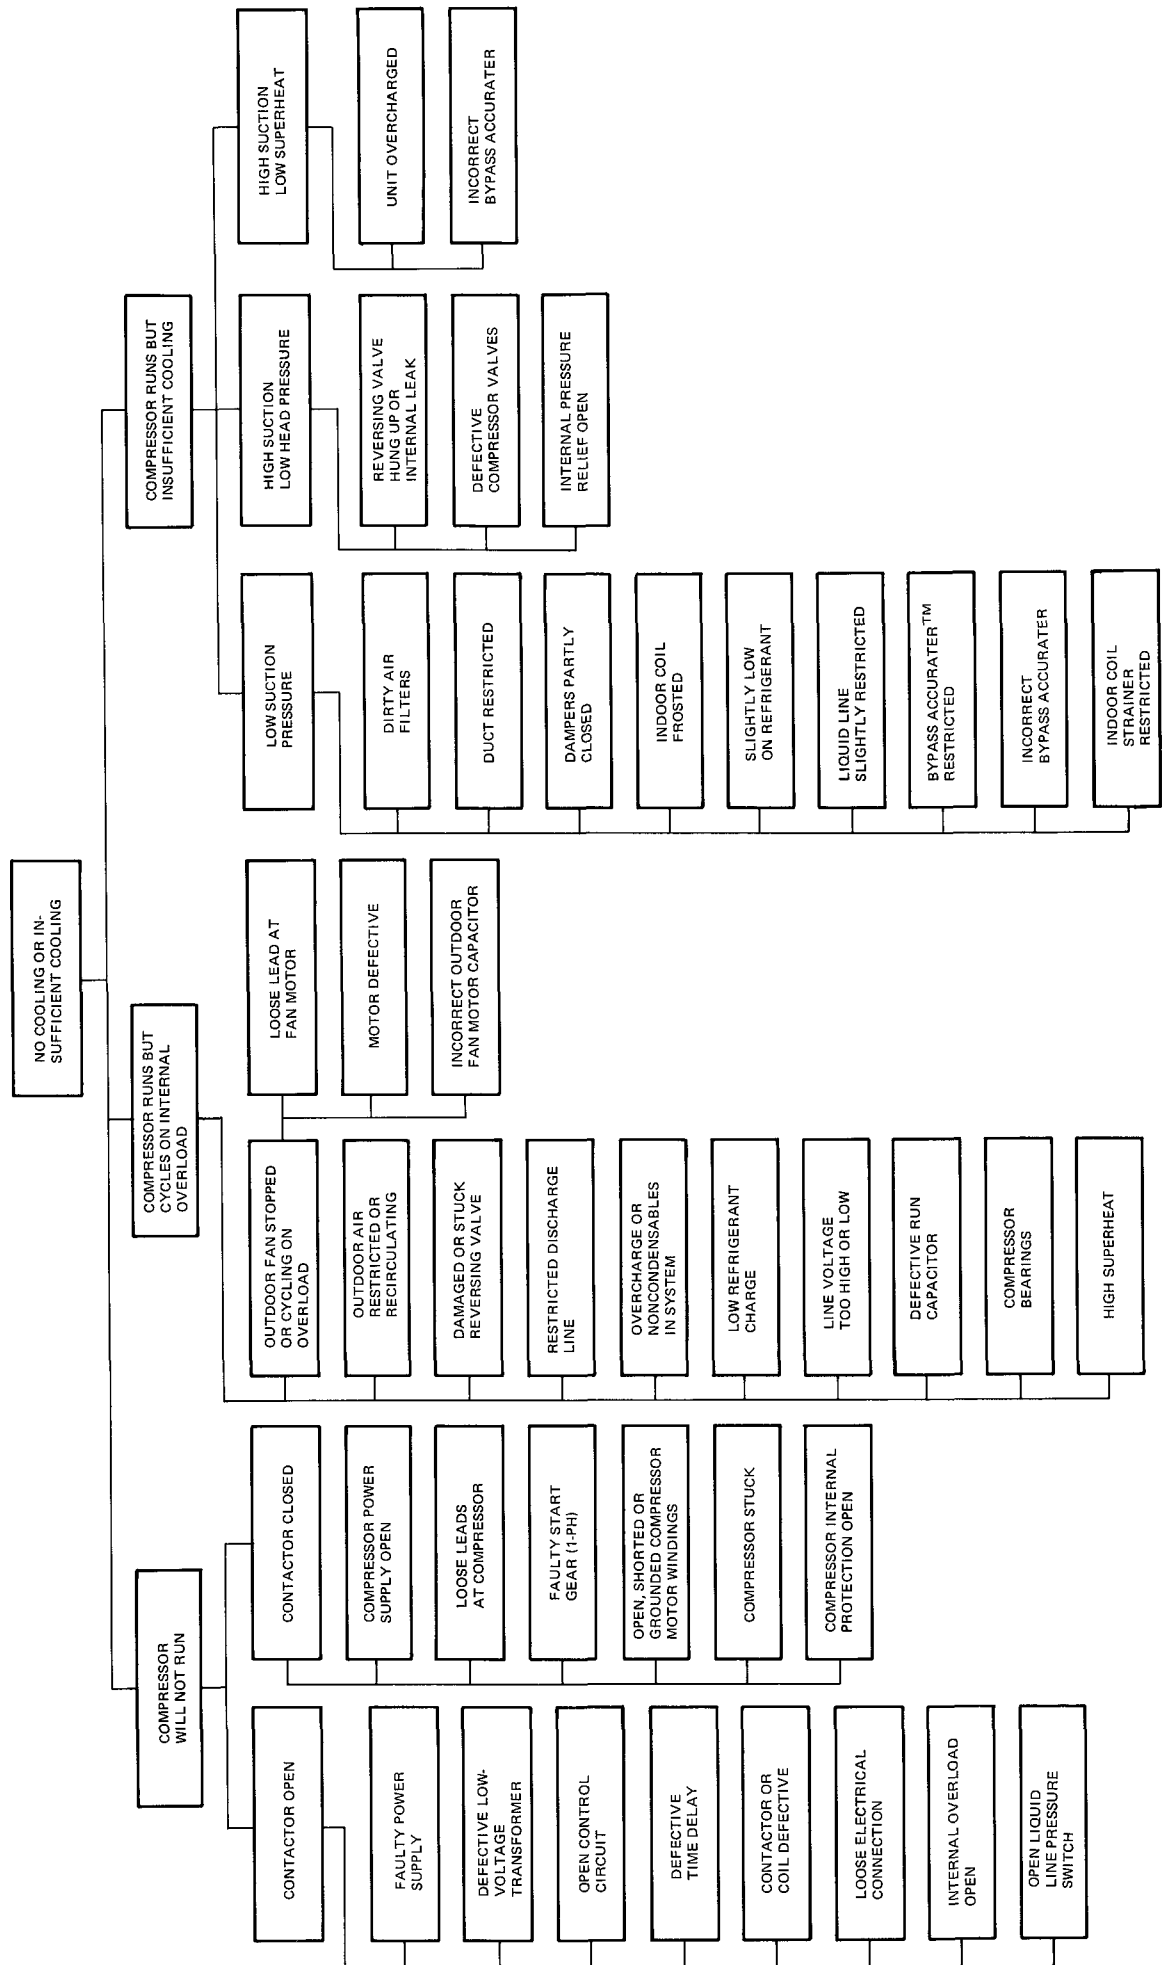 NO COOLING OR IN-
SUFFICIENT COOLING
COMPRESSOR
WILL NOT RUN
CONTACTOR OPEN
FAULTY POWER
SUPPLY
DEFECTIVE LOW-
VOLTAGE
TRANSFORMER
OPEN CONTROL
CIRCUIT
DEFECTIVE
TIME DELAY
CONTACTOR OR
COIL DEFECTIVE
LOOSE ELECTRICAL
CONNECTION
INTERNAL OVERLOAD
OPEN
OPEN LIQUID
LINE PRESSURE
SWITCH
CONTACTOR CLOSED
COMPRESSOR POWER
SUPPLY OPEN
LOOSE LEADS
AT COMPRESSOR
FAULTY START
GEAR (1-PH)
OPEN, SHORTED OR
GROUNDED COMPRESSOR
MOTOR WINDINGS
COMPRESSOR STUCK
COMPRESSOR INTERNAL
PROTECTION OPEN
COMPRESSOR RUNS BUT
CYCLES ON INTERNAL
OVERLOAD
OUTDOOR FAN STOPPED
OR CYCLING ON
OVERLOAD
OUTDOOR AIR
RESTRICTED OR
RECIRCULATING
DAMAGED OR STUCK
REVERSING VALVE
RESTRICTED DISCHARGE
LINE
OVERCHARGE OR
NONCONDENSABLES
IN SYSTEM
LOW REFRIGERANT
CHARGE
LINE VOLTAGE
TOO HIGH OR LOW
DEFECTIVE RUN
CAPACITOR
COMPRESSOR
BEARINGS
HIGH SUPERHEAT
LOOSE LEAD AT
FAN MOTOR
MOTOR DEFECTIVE
INCORRECT OUTDOOR
FAN MOTOR CAPACITOR
COMPRESSOR RUNS BUT
INSUFFICIENT COOLING
LOW SUCTION
PRESSURE
DIRTY AIR
FILTERS
DUCT RESTRICTED
DAMPERS PARTLY
CLOSED
INDOOR COIL
FROSTED
SLIGHTLY LOW
ON REFRIGERANT
LIQUID LINE
SLIGHTLY RESTRICTED
BYPASS ACCURATER™
RESTRICTED
INCORRECT
BYPASS ACCURATER
INDOOR COIL
STRAINER
RESTRICTED
HIGH SUCTION
LOW HEAD PRESSURE
REVERSING VALVE
HUNG UP OR
INTERNAL LEAK
DEFECTIVE
COMPRESSOR VALVES
INTERNAL PRESSURE
RELIEF OPEN
HIGH SUCTION
LOW SUPERHEAT
UNIT OVERCHARGED
INCORRECT
BYPASS ACCURATER